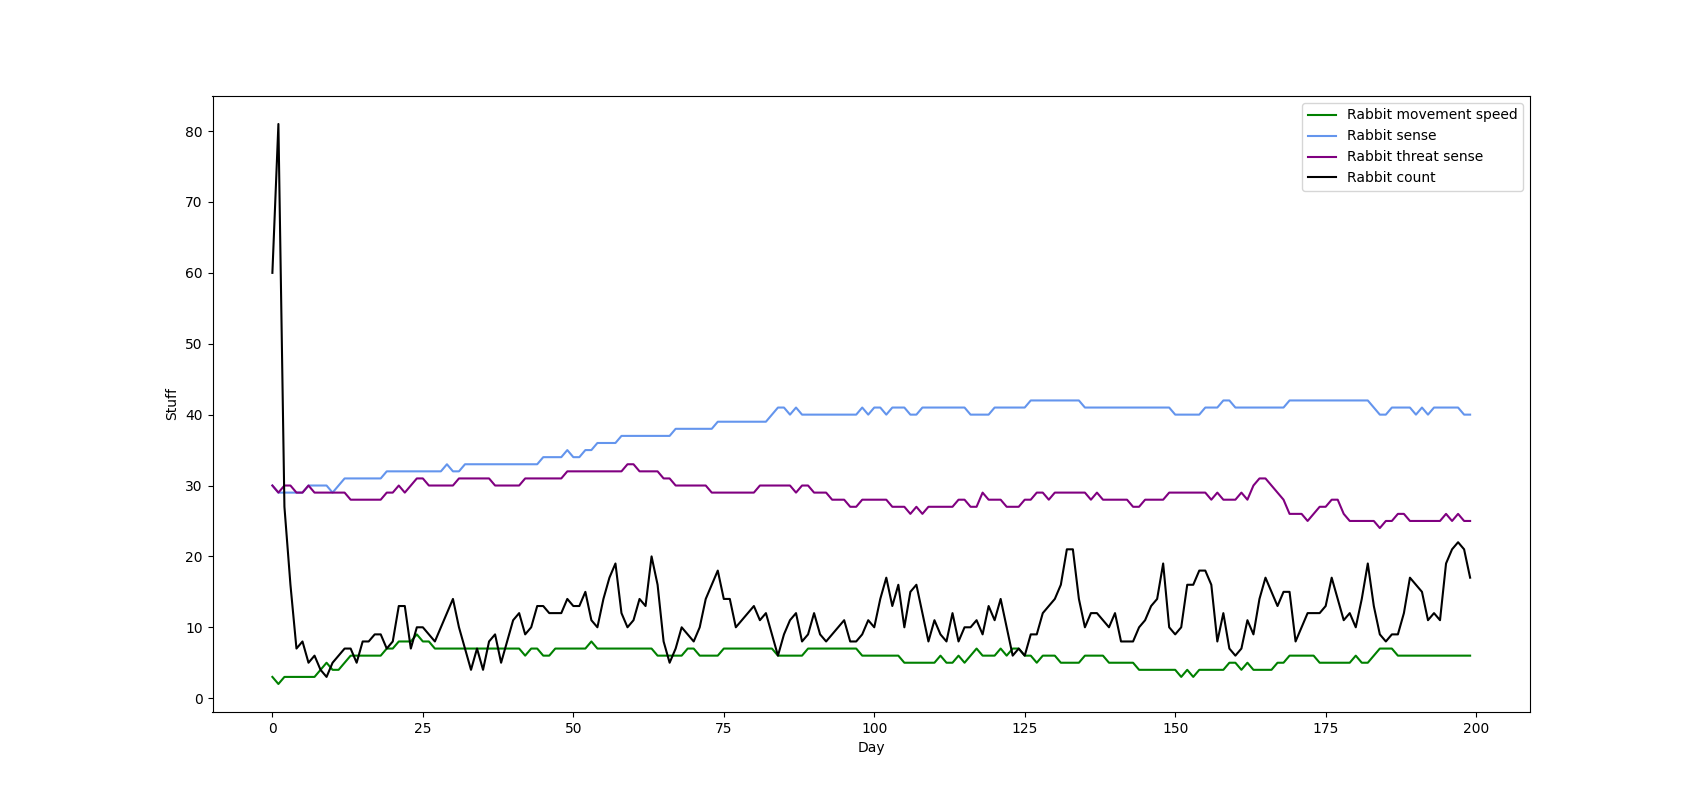 Rabbit movement speed
Rabbit sense
Rabbit threat sense
Rabbit count
80
70
60
50
40
30
20
10
0
Stuff
0 25 50 75 100 125 150 175 200
Day